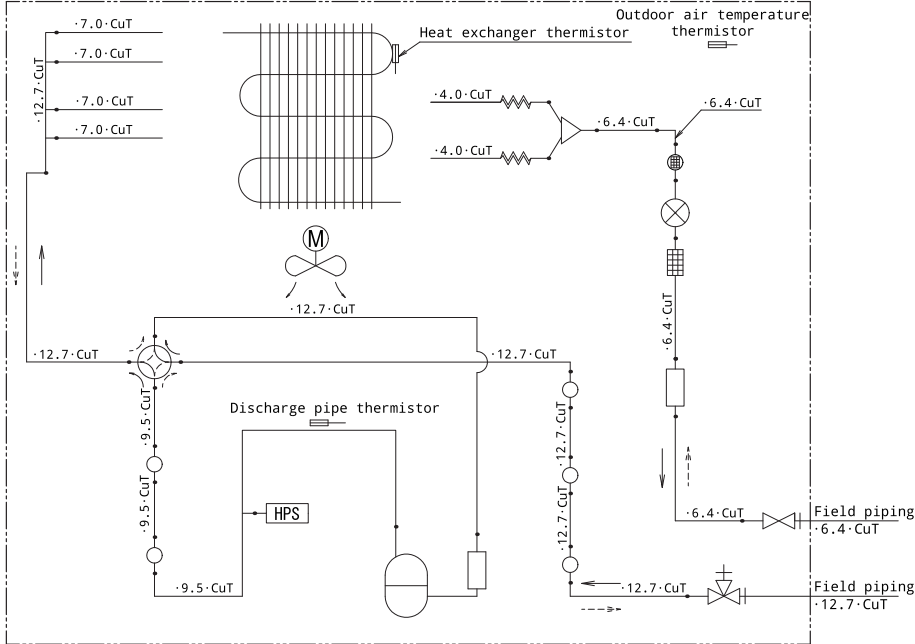 ·7.0·CuT
·7.0·CuT
·7.0·CuT
·7.0·CuT
·12.7·CuT
Heat exchanger thermistor
Outdoor air temperature
thermistor
·4.0·CuT
·4.0·CuT
·6.4·CuT
·6.4·CuT
M
·12.7·CuT
·6.4·CuT
·12.7·CuT
·12.7·CuT
·9.5·CuT
Discharge pipe thermistor
·12.7·CuT
·9.5·CuT
HPS
·12.7·CuT
·6.4·CuT
Field piping
·6.4·CuT
·9.5·CuT
·12.7·CuT
Field piping
·12.7·CuT